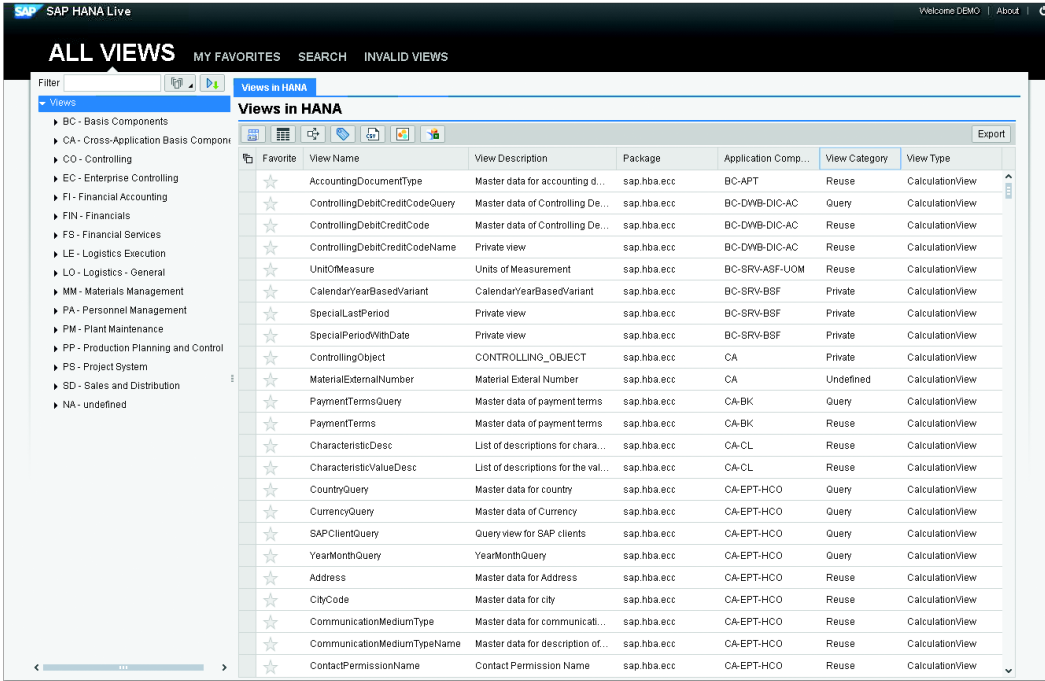 SAP SAP HANA Live Welcome DEMO | About |
ALL VIEWS MY FAVORITES SEARCH INVALID VIEWS
Filter
Views
BC - Basis Components
CA - Cross-Application Basis Compone
CO - Controlling
EC - Enterprise Controlling
FI - Financial Accounting
FIN - Financials
FS - Financial Services
LE - Logistics Execution
LO - Logistics - General
MM - Materials Management
PA - Personnel Management
PM - Plant Maintenance
PP - Production Planning and Control
PS - Project System
SD - Sales and Distribution
NA - undefined
Views in HANA
Views in HANA
CSV Export
Favorite View Name View Description Package Application Comp... View Category View Type
AccountingDocumentType Master data for accounting d... sap.hba.ecc BC-APT Reuse CalculationView
ControllingDebitCreditCodeQuery Master data of Controlling De... sap.hba.ecc BC-DWB-DIC-AC Query CalculationView
ControllingDebitCreditCode Master data of Controlling De... sap.hba.ecc BC-DWB-DIC-AC Reuse CalculationView
ControllingDebitCreditCodeName Private view sap.hba.ecc BC-DWB-DIC-AC Reuse CalculationView
UnitOfMeasure Units of Measurement sap.hba.ecc BC-SRV-ASF-UOM Reuse CalculationView
CalendarYearBasedVariant CalendarYearBasedVariant sap.hba.ecc BC-SRV-BSF Private CalculationView
SpecialLastPeriod Private view sap.hba.ecc BC-SRV-BSF Private CalculationView
SpecialPeriodWithDate Private view sap.hba.ecc BC-SRV-BSF Private CalculationView
ControllingObject CONTROLLING_OBJECT sap.hba.ecc CA Private CalculationView
MaterialExternalNumber Material Exteral Number sap.hba.ecc CA Undefined CalculationView
PaymentTermsQuery Master data of payment terms sap.hba.ecc CA-BK Query CalculationView
PaymentTerms Master data of payment terms sap.hba.ecc CA-BK Reuse CalculationView
CharacteristicDesc List of descriptions for chara... sap.hba.ecc CA-CL Reuse CalculationView
CharacteristicValueDesc List of descriptions for the val... sap.hba.ecc CA-CL Reuse CalculationView
CountryQuery Master data for country sap.hba.ecc CA-EPT-HCO Query CalculationView
CurrencyQuery Master data of Currency sap.hba.ecc CA-EPT-HCO Query CalculationView
SAPClientQuery Query view for SAP clients sap.hba.ecc CA-EPT-HCO Query CalculationView
YearMonthQuery YearMonthQuery sap.hba.ecc CA-EPT-HCO Query CalculationView
Address Master data for Address sap.hba.ecc CA-EPT-HCO Reuse CalculationView
CityCode Master data for city sap.hba.ecc CA-EPT-HCO Reuse CalculationView
CommunicationMediumType Master data for communicati... sap.hba.ecc CA-EPT-HCO Reuse CalculationView
CommunicationMediumTypeName Master data for description of... sap.hba.ecc CA-EPT-HCO Reuse CalculationView
ContactPermissionName Contact Permission Name sap.hba.ecc CA-EPT-HCO Reuse CalculationView